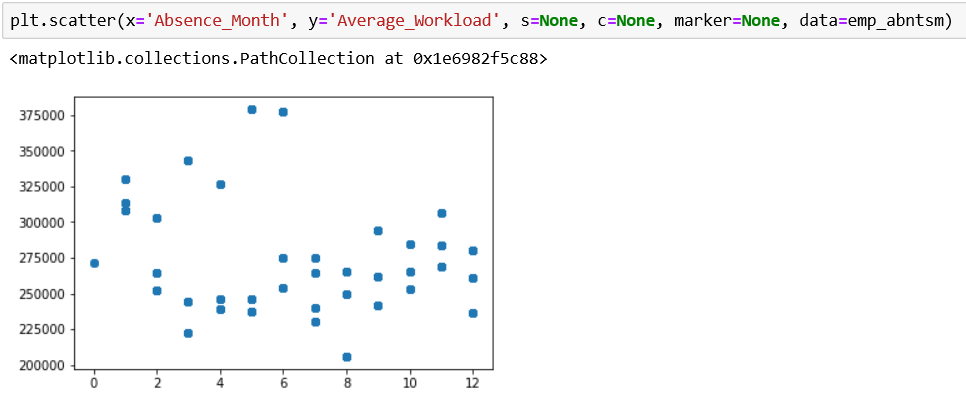 plt.scatter(x='Absence_Month', y='Average_Workload', s=None, c=None, marker=None, data=emp_abntsm)
<matplotlib.collections.PathCollection at 0x1e6982f5c88>
375000
350000
325000
300000
275000
250000
225000
200000
0 2 4 6 8 10 12